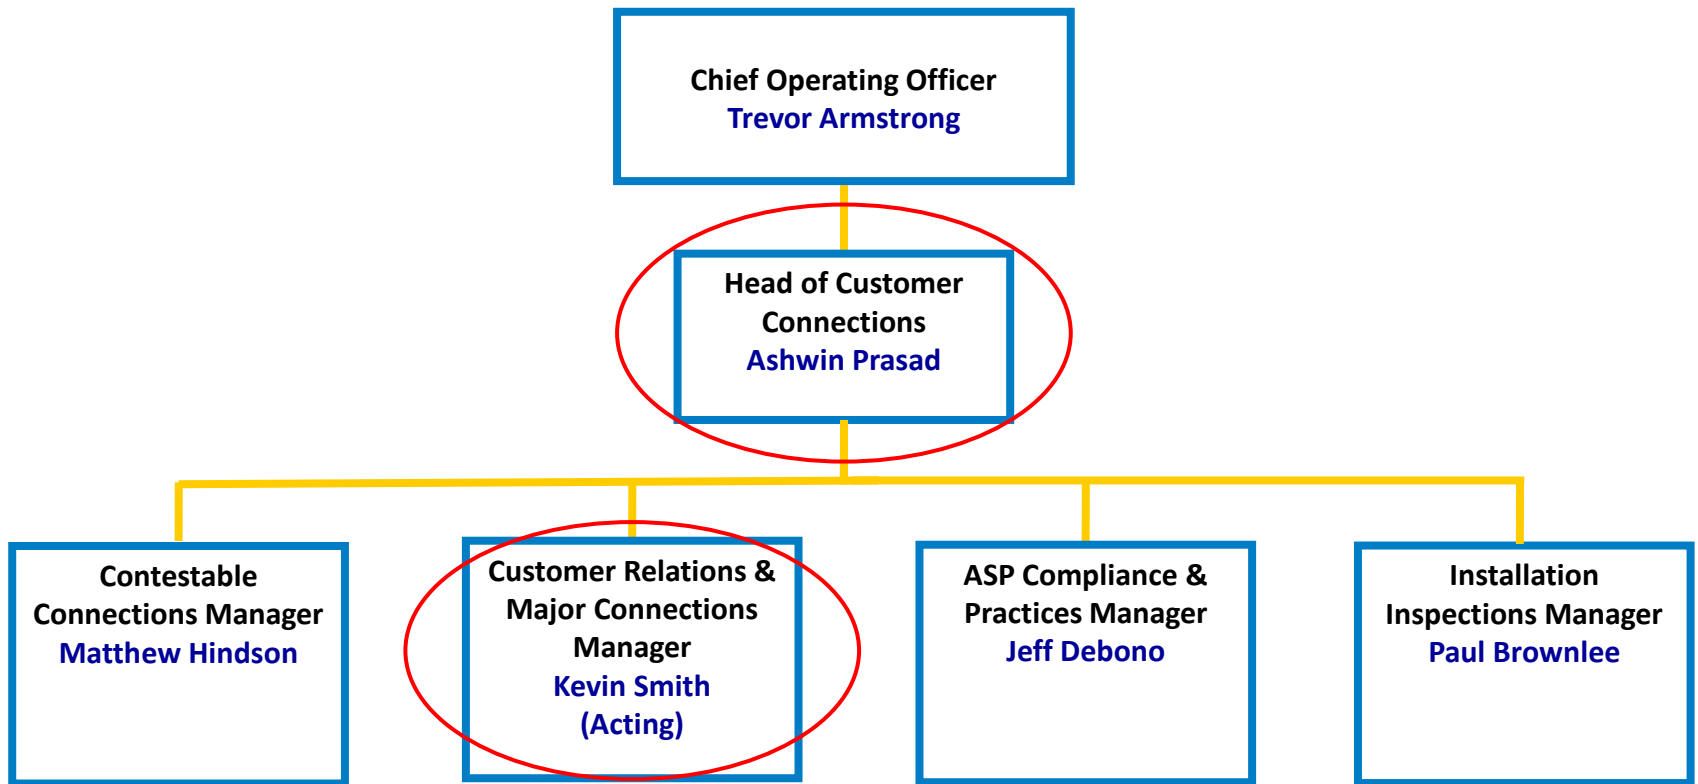 Chief Operating Officer
Trevor Armstrong
Head of Customer
Connections
Ashwin Prasad
Contestable
Connections Manager
Matthew Hindson
Customer Relations &
Major Connections
Manager
Kevin Smith
(Acting)
ASP Compliance &
Practices Manager
Jeff Debono
Installation
Inspections Manager
Paul Brownlee